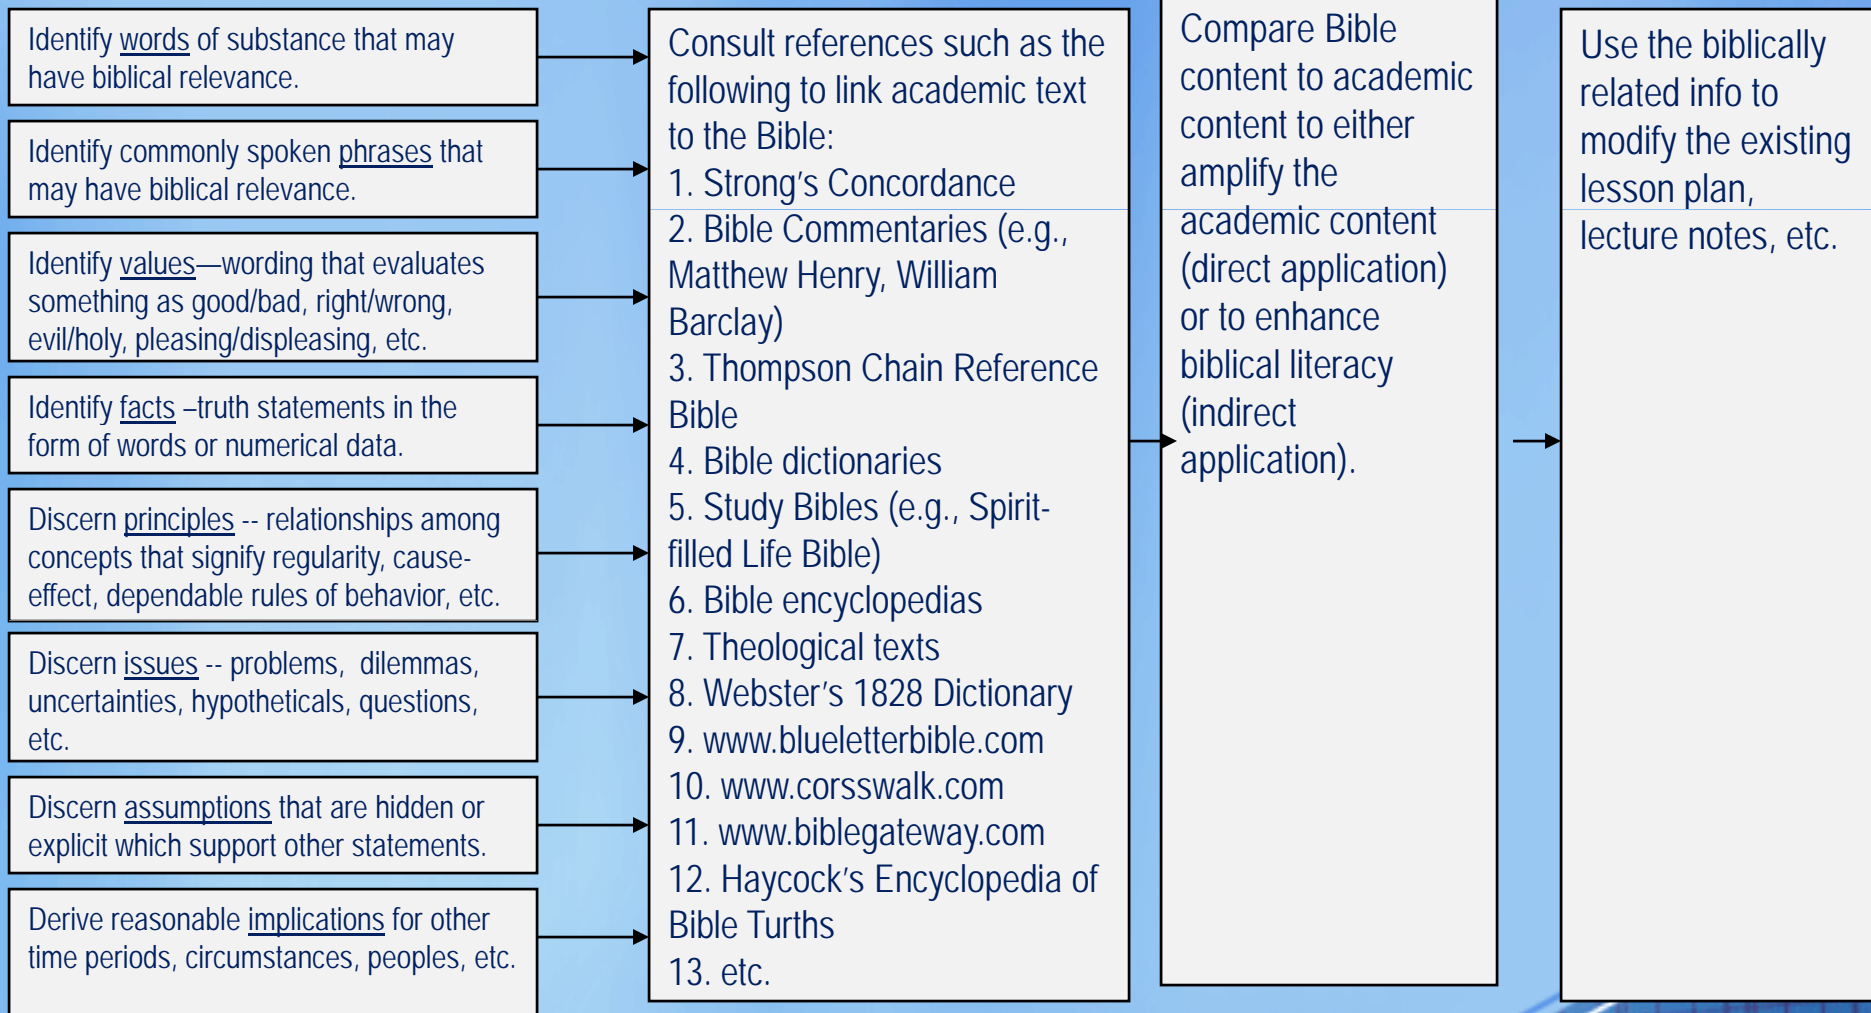 Identify words of substance that may
have biblical relevance.
Identify commonly spoken phrases that
may have biblical relevance.
Identify values—wording that evaluates
something as good/bad, right/wrong,
evil/holy, pleasing/displeasing, etc.
Identify facts –truth statements in the
form of words or numerical data.
Discern principles -- relationships among
concepts that signify regularity, cause-
effect, dependable rules of behavior, etc.
Discern issues -- problems, dilemmas,
uncertainties, hypotheticals, questions,
etc.
Discern assumptions that are hidden or
explicit which support other statements.
Derive reasonable implications for other
time periods, circumstances, peoples, etc.
Consult references such as the
following to link academic text
to the Bible:
1. Strong’s Concordance
2. Bible Commentaries (e.g.,
Matthew Henry, William
Barclay)
3. Thompson Chain Reference
Bible
4. Bible dictionaries
5. Study Bibles (e.g., Spirit-
filled Life Bible)
6. Bible encyclopedias
7. Theological texts
8. Webster’s 1828 Dictionary
9. www.blueletterbible.com
10. www.corsswalk.com
11. www.biblegateway.com
12. Haycock’s Encyclopedia of
Bible Turths
13. etc.
Compare Bible
content to academic
content to either
amplify the
academic content
(direct application)
or to enhance
biblical literacy
(indirect
application).
Use the biblically
related info to
modify the existing
lesson plan,
lecture notes, etc.